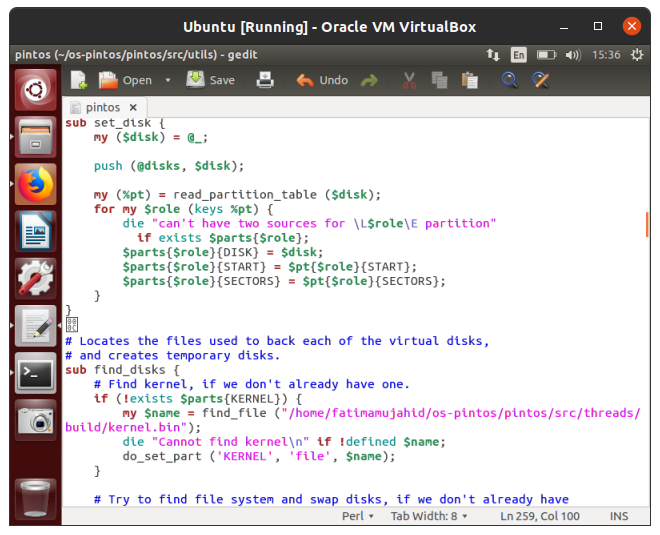 Ubuntu [Running] - Oracle VM VirtualBox
pintos (~/os-pintos/pintos/src/utils) - gedit
En
15:36
Open
Save
Undo
pintos ×
sub set_disk {
    my ($disk) = @_;

    push (@disks, $disk);

    my (%pt) = read_partition_table ($disk);
    for my $role (keys %pt) {
        die "can't have two sources for \L$role\E partition"
          if exists $parts{$role};
        $parts{$role}{DISK} = $disk;
        $parts{$role}{START} = $pt{$role}{START};
        $parts{$role}{SECTORS} = $pt{$role}{SECTORS};
    }
}
# Locates the files used to back each of the virtual disks,
# and creates temporary disks.
sub find_disks {
    # Find kernel, if we don't already have one.
    if (!exists $parts{KERNEL}) {
        my $name = find_file ("/home/fatimamujahid/os-pintos/pintos/src/threads/
build/kernel.bin");
        die "Cannot find kernel\n" if !defined $name;
        do_set_part ('KERNEL', 'file', $name);
    }

    # Try to find file system and swap disks, if we don't already have
Perl Tab Width: 8 Ln 259, Col 100 INS